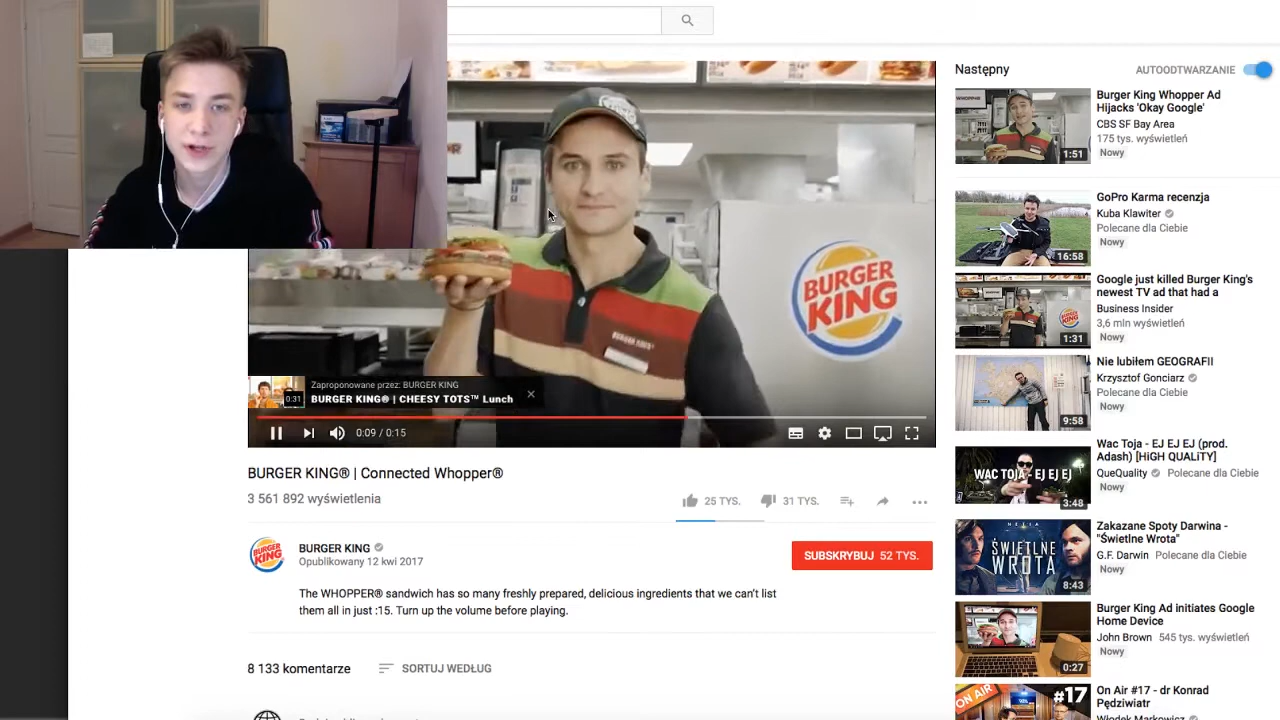 BURGER
KING
Zaproponowane przez: BURGER KING
BURGER KING® | CHEESY TOTS™ Lunch
0:31
0:09 / 0:15
BURGER KING® | Connected Whopper®
3 561 892 wyświetlenia
25 TYS.
31 TYS.
BURGER KING
BURGER KING
Opublikowany 12 kwi 2017
SUBSKRYBUJ 52 TYS.
The WHOPPER® sandwich has so many freshly prepared, delicious ingredients that we can't list
them all in just :15. Turn up the volume before playing.
8 133 komentarze
SORTUJ WEDŁUG
Następny
AUTOODTWARZANIE
Burger King Whopper Ad
Hijacks 'Okay Google'
CBS SF Bay Area
175 tys. wyświetleń
Nowy
1:51
GoPro Karma recenzja
Kuba Klawiter
Polecane dla Ciebie
Nowy
16:58
Google just killed Burger King's
newest TV ad that had a
Business Insider
3,6 mln wyświetleń
Nowy
1:31
Nie lubiłem GEOGRAFII
Krzysztof Gonciarz
Polecane dla Ciebie
Nowy
9:58
Wac Toja - EJ EJ EJ (prod.
Adash) [HiGH QUALiTY]
QueQuality Polecane dla Ciebie
Nowy
WAC TOJA - EJ EJ EJ
3:48
Zakazane Spoty Darwina -
"Świetlne Wrota"
G.F. Darwin Polecane dla Ciebie
Nowy
ŚWIETLNE
WROTA
8:43
Burger King Ad initiates Google
Home Device
John Brown 545 tys. wyświetleń
Nowy
0:27
On Air #17 - dr Konrad
Pędziwiatr
ON AIR
#17